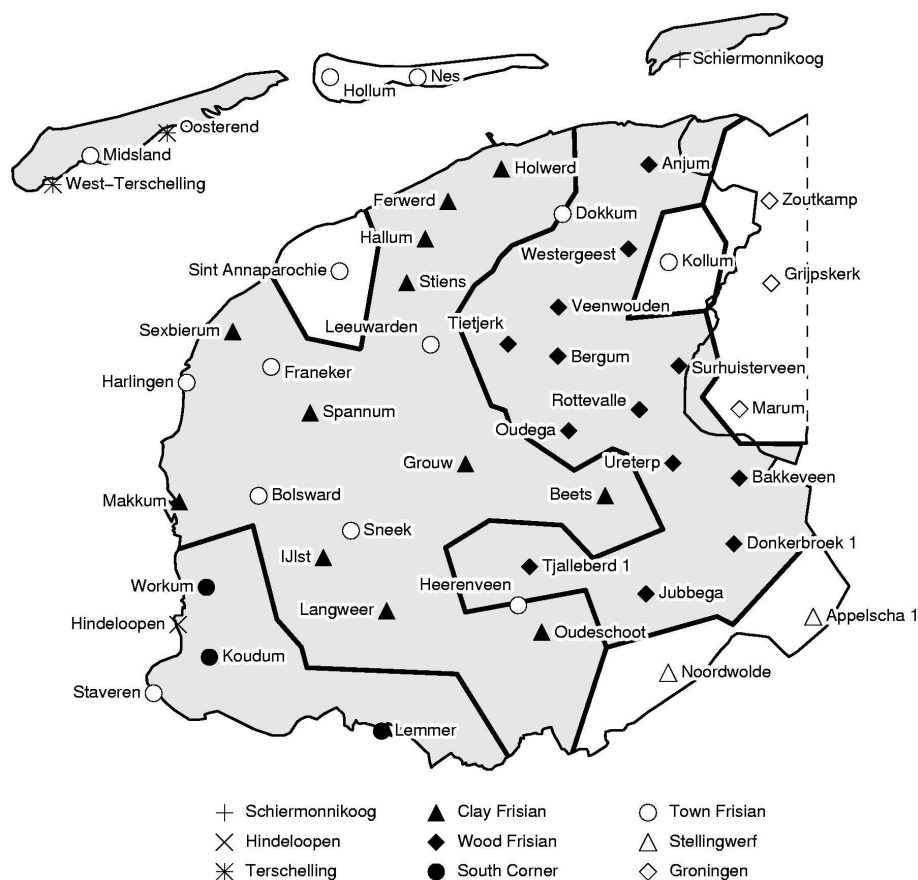 Schiermonnikoog
Hollum
Nes
Oosterend
Midsland
West-Terschelling
Holwerd
Anjum
Ferwerd
Dokkum
Zoutkamp
Hallum
Westergeest
Kollum
Sint Annaparochie
Stiens
Grijpskerk
Veenwouden
Leeuwarden
Tietjerk
Sexbierum
Bergum
Surhuisterveen
Franeker
Harlingen
Rottevalle
Marum
Spannum
Oudega
Grouw
Ureterp
Bakkeveen
Makkum
Bolsward
Beets
Sneek
Donkerbroek 1
IJlst
Tjalleberd 1
Workum
Heerenveen
Jubbega
Langweer
Appelscha 1
Hindeloopen
Oudeschoot
Koudum
Noordwolde
Staveren
Lemmer
Schiermonnikoog
Clay Frisian
Town Frisian
Hindeloopen
Wood Frisian
Stellingwerf
Terschelling
South Corner
Groningen